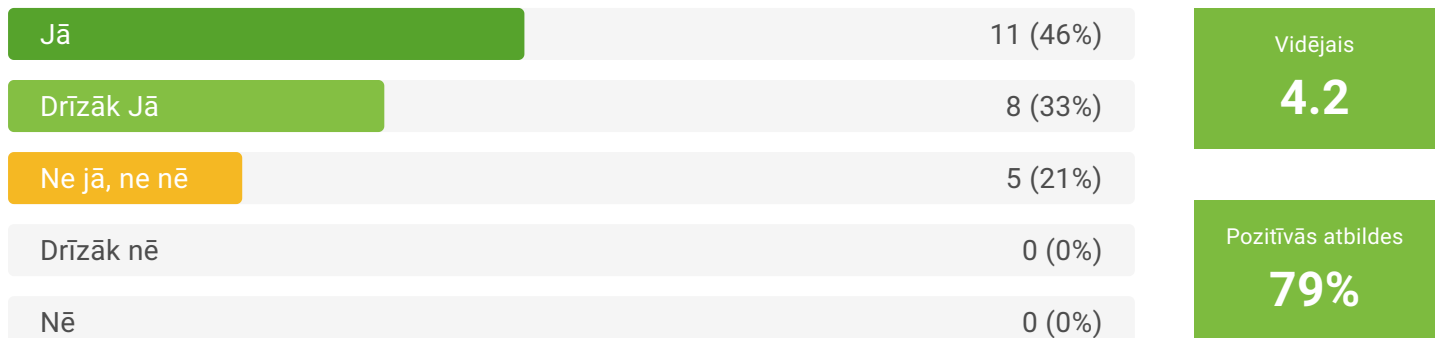 Jā 11 (46%)
Drīzāk Jā 8 (33%)
Ne jā, ne nē 5 (21%)
Drīzāk nē 0 (0%)
Nē 0 (0%)
Vidējais
4.2
Pozitīvās atbildes
79%